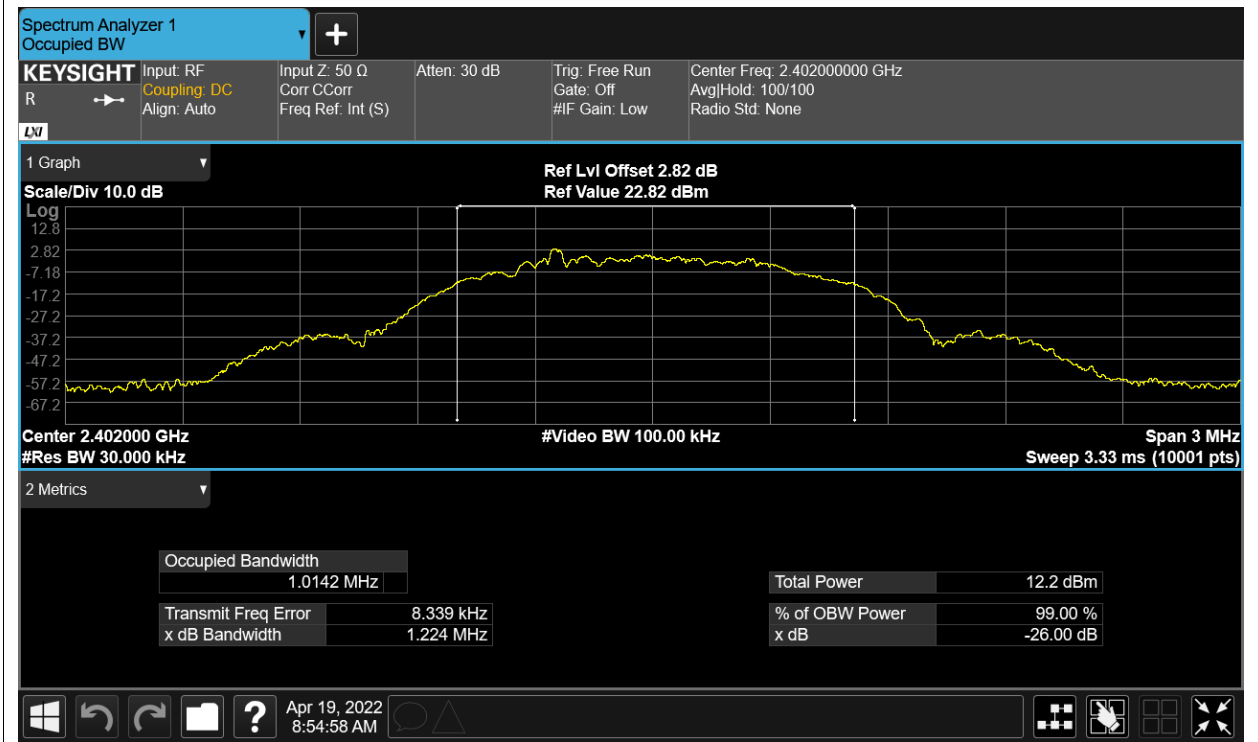 Spectrum Analyzer 1
Occupied BW
KEYSIGHT
R
LXI
Input: RF
Coupling: DC
Align: Auto
Input Z: 50 Ω
Corr CCorr
Freq Ref: Int (S)
Atten: 30 dB
Trig: Free Run
Gate: Off
#IF Gain: Low
Center Freq: 2.402000000 GHz
Avg|Hold: 100/100
Radio Std: None
1 Graph
Scale/Div 10.0 dB
Ref Lvl Offset 2.82 dB
Ref Value 22.82 dBm
Log
12.8
2.82
-7.18
-17.2
-27.2
-37.2
-47.2
-57.2
-67.2
Center 2.402000 GHz
#Res BW 30.000 kHz
#Video BW 100.00 kHz
Span 3 MHz
Sweep 3.33 ms (10001 pts)
2 Metrics
Occupied Bandwidth
1.0142 MHz
Transmit Freq Error 8.339 kHz
x dB Bandwidth 1.224 MHz
Total Power 12.2 dBm
% of OBW Power 99.00 %
x dB -26.00 dB
?
Apr 19, 2022
8:54:58 AM